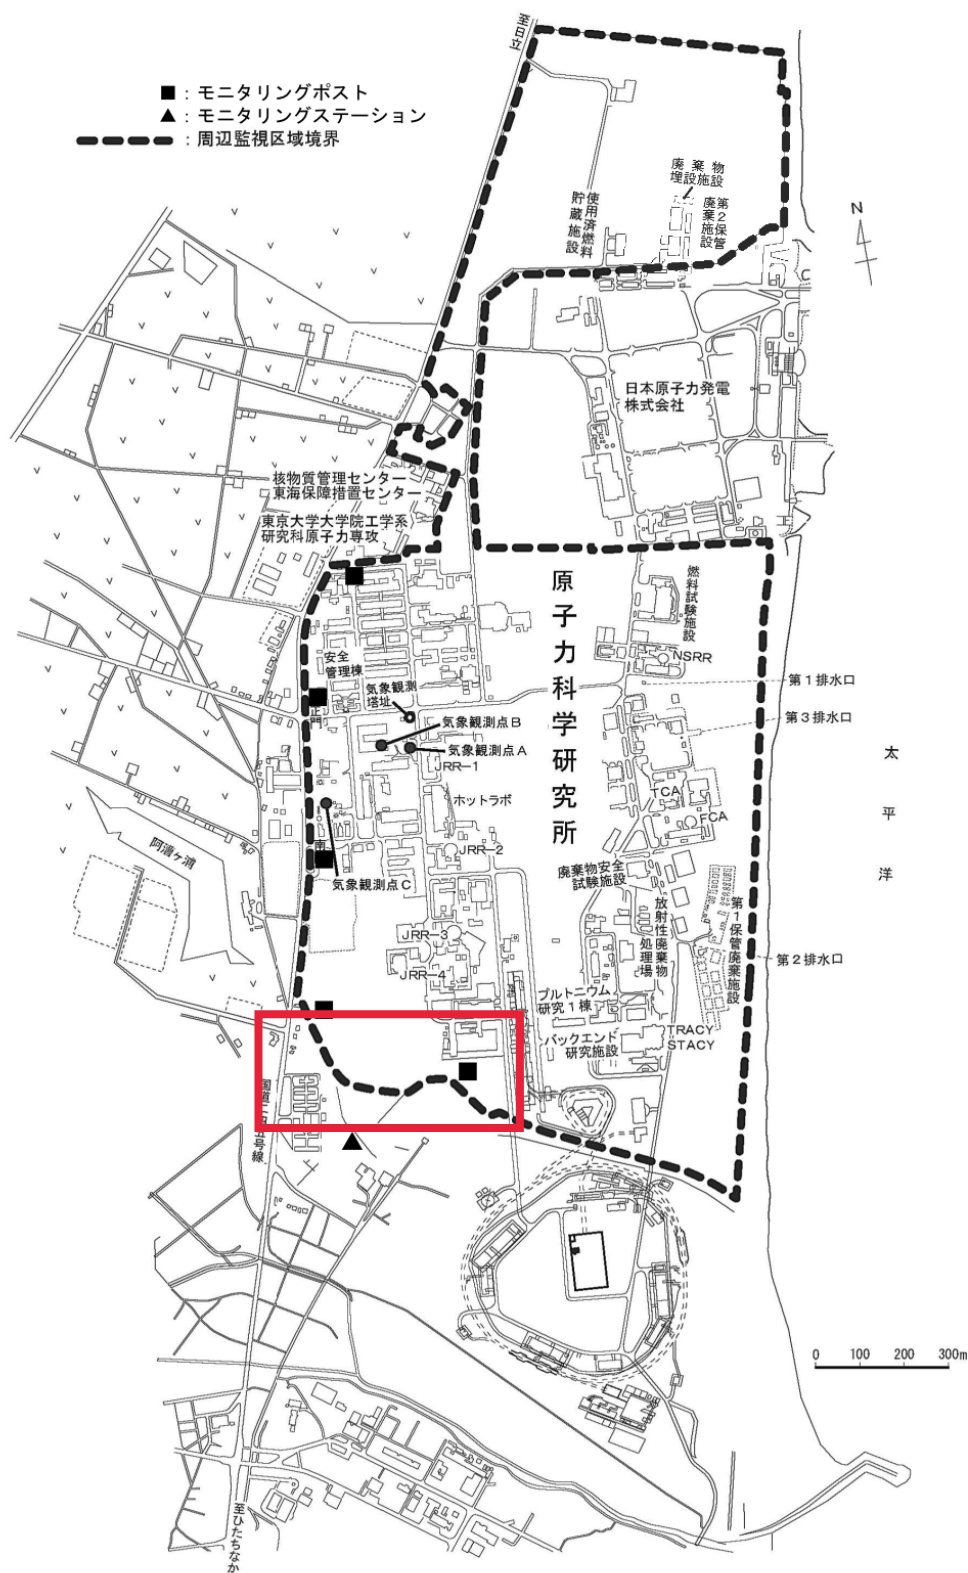 至日立
■：モニタリングポスト
▲：モニタリングステーション
：周辺監視区域境界
廃棄物
埋設施設
第2保管
廃棄施設
使用済燃料
貯蔵施設
N
日本原子力発電
株式会社
核物質管理センター
東海保障措置センター
東京大学大学院工学系
研究科原子力専攻
原子力科学研究所
燃料試験施設
NSRR
安全
管理棟
気象観測
塔址
第1排水口
正門
気象観測点B
第3排水口
気象観測点A
JRR-1
太平洋
ホットラボ
TCA
FCA
阿漕ヶ浦
南門
JRR-2
気象観測点C
廃棄物安全
試験施設
放射性廃棄物
処理場
第1保管廃棄施設
JRR-3
JRR-4
第2排水口
プルトニウム
研究1棟
バックエンド
研究施設
TRACY
STACY
国道二四五号線
0 100 200 300m
至ひたちなか